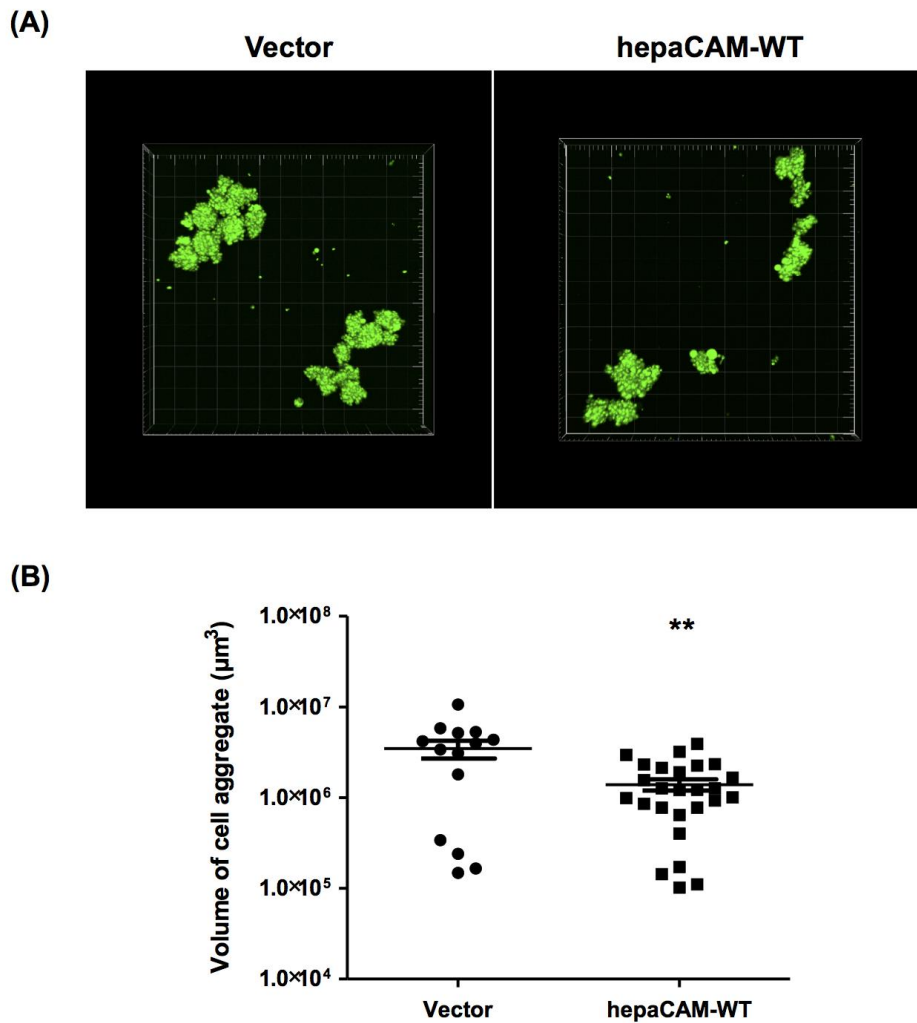 (A)
Vector hepaCAM-WT
(B)
Volume of cell aggregate (µm³)
1.0×10⁸
**
1.0×10⁷
1.0×10⁶
1.0×10⁵
1.0×10⁴
Vector hepaCAM-WT